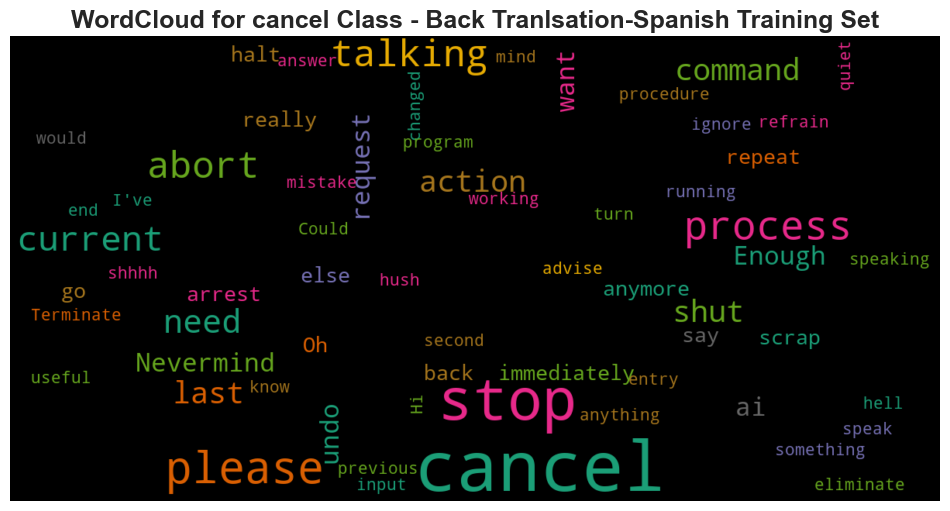 WordCloud for cancel Class - Back Tranlsation-Spanish Training Set
halt
answer
talking
mind
want
command
quiet
changed
procedure
would
really
request
program
ignore
refrain
abort
mistake
action
working
repeat
running
end
I've
Could
turn
current
process
Enough
speaking
shhhh
else
hush
advise
go
arrest
anymore
Terminate
need
shut
Oh
second
say
scrap
Nevermind
useful
last
know
back
immediately
entry
undo
Hi
stop
anything
ai
hell
speak
something
please
previous
input
cancel
eliminate